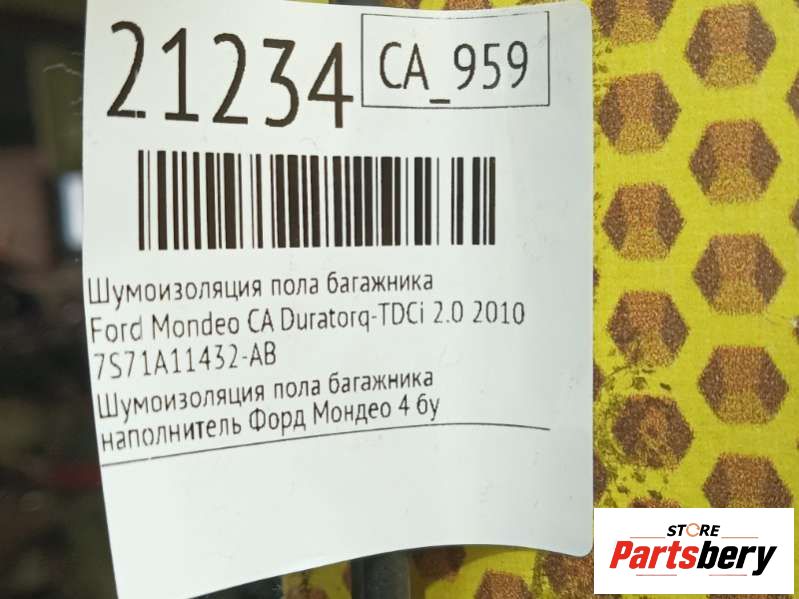 21234
CA_959
Шумоизоляция пола багажника
Ford Mondeo CA Duratorq-TDCi 2.0 2010
7S71A11432-AB
Шумоизоляция пола багажника
наполнитель Форд Мондео 4 бу
STORE
Partsbery